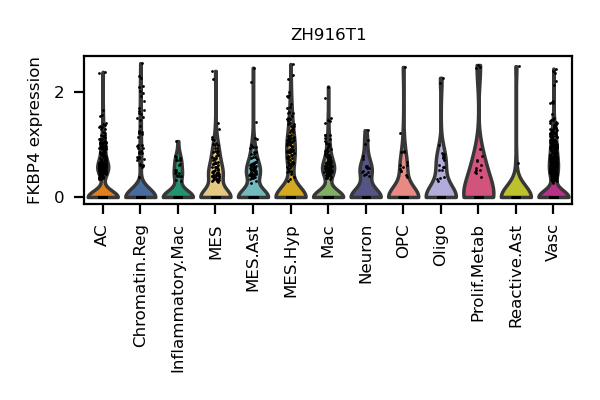 ZH916T1
FKBP4 expression
2
0
AC
Chromatin.Reg
Inflammatory.Mac
MES
MES.Ast
MES.Hyp
Mac
Neuron
OPC
Oligo
Prolif.Metab
Reactive.Ast
Vasc